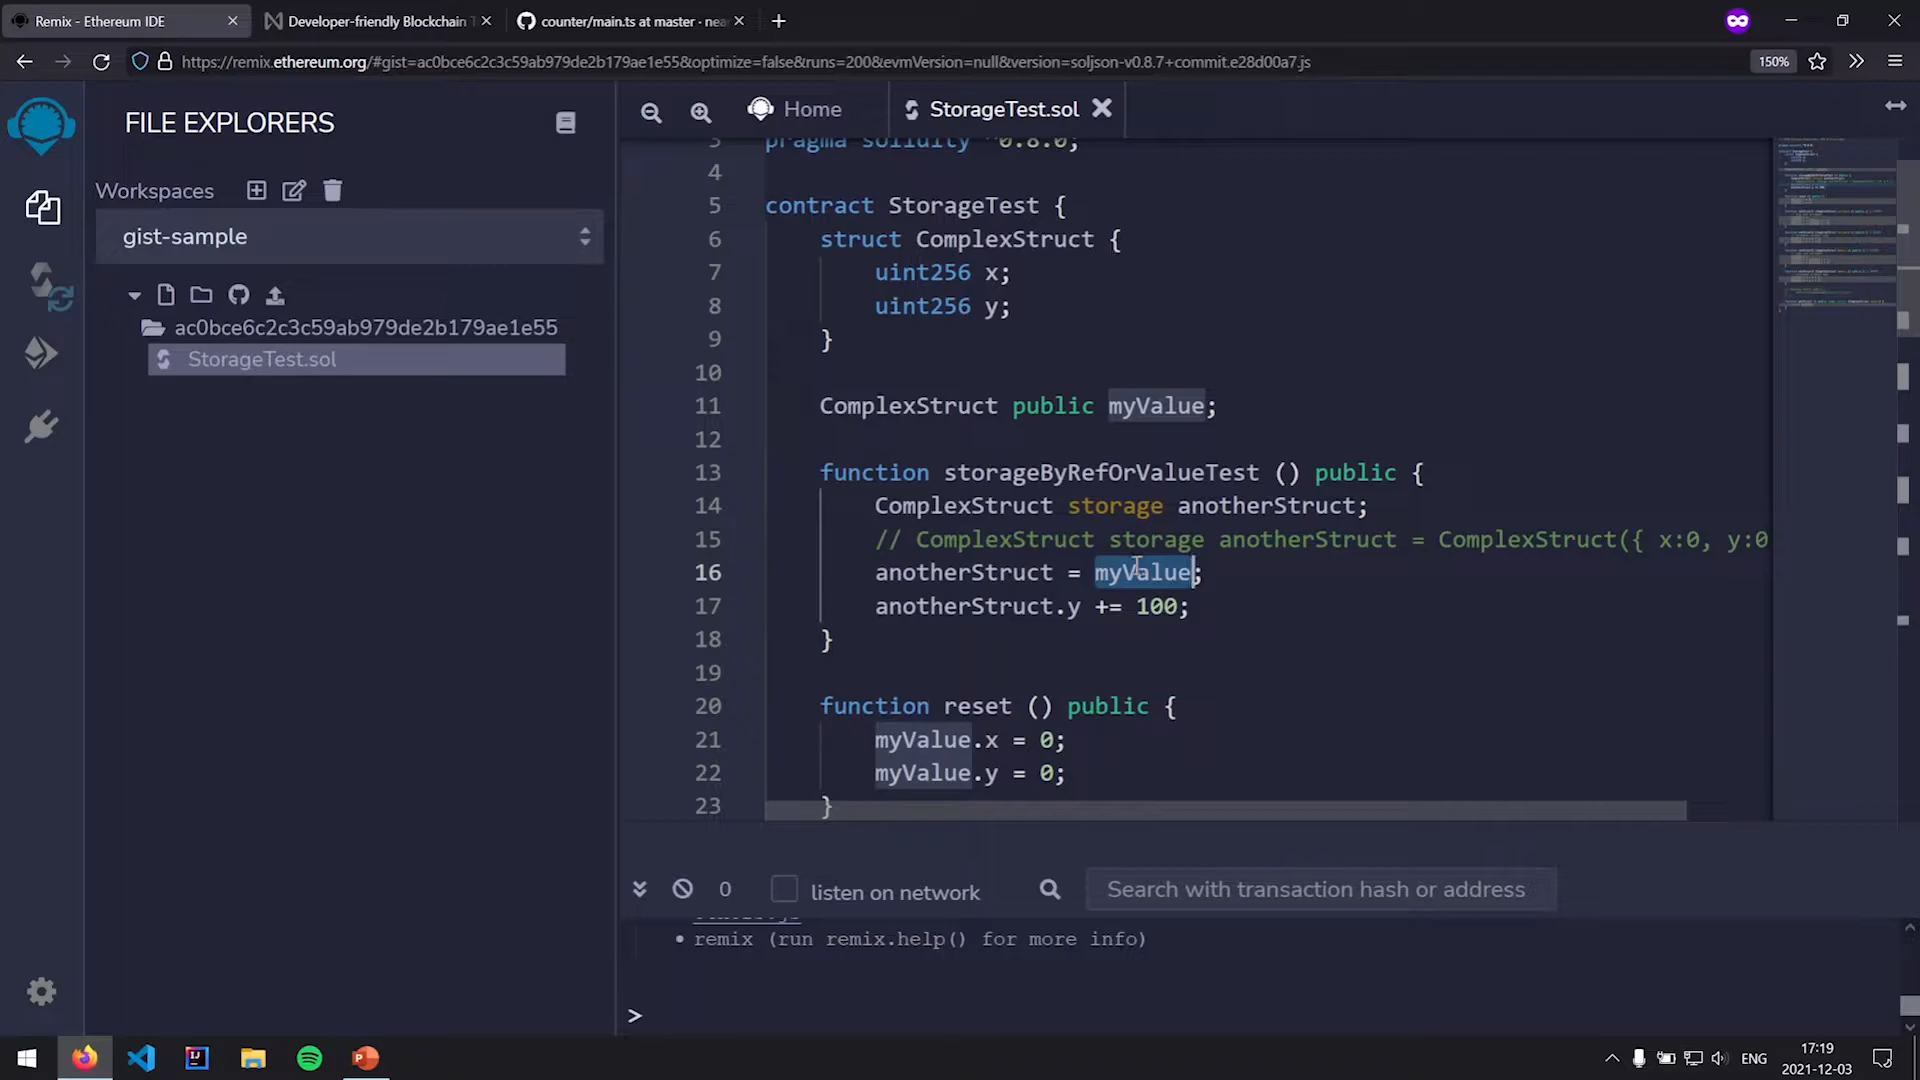 Remix - Ethereum IDE
Developer-friendly Blockchain
counter/main.ts at master · nea
https://remix.ethereum.org/#gist=ac0bce6c2c3c59ab979de2b179ae1e55&optimize=false&runs=200&evmVersion=null&version=soljson-v0.8.7+commit.e28d00a7.js
150%
FILE EXPLORERS
Home
StorageTest.sol
Workspaces
gist-sample
ac0bce6c2c3c59ab979de2b179ae1e55
StorageTest.sol
3 pragma solidity ^0.8.0;
4
5 contract StorageTest {
6 struct ComplexStruct {
7 uint256 x;
8 uint256 y;
9 }
10
11 ComplexStruct public myValue;
12
13 function storageByRefOrValueTest () public {
14 ComplexStruct storage anotherStruct;
15 // ComplexStruct storage anotherStruct = ComplexStruct({ x:0, y:0
16 anotherStruct = myValue;
17 anotherStruct.y += 100;
18 }
19
20 function reset () public {
21 myValue.x = 0;
22 myValue.y = 0;
23 }
0
listen on network
Search with transaction hash or address
• remix (run remix.help() for more info)
>
ENG
17:19
2021-12-03